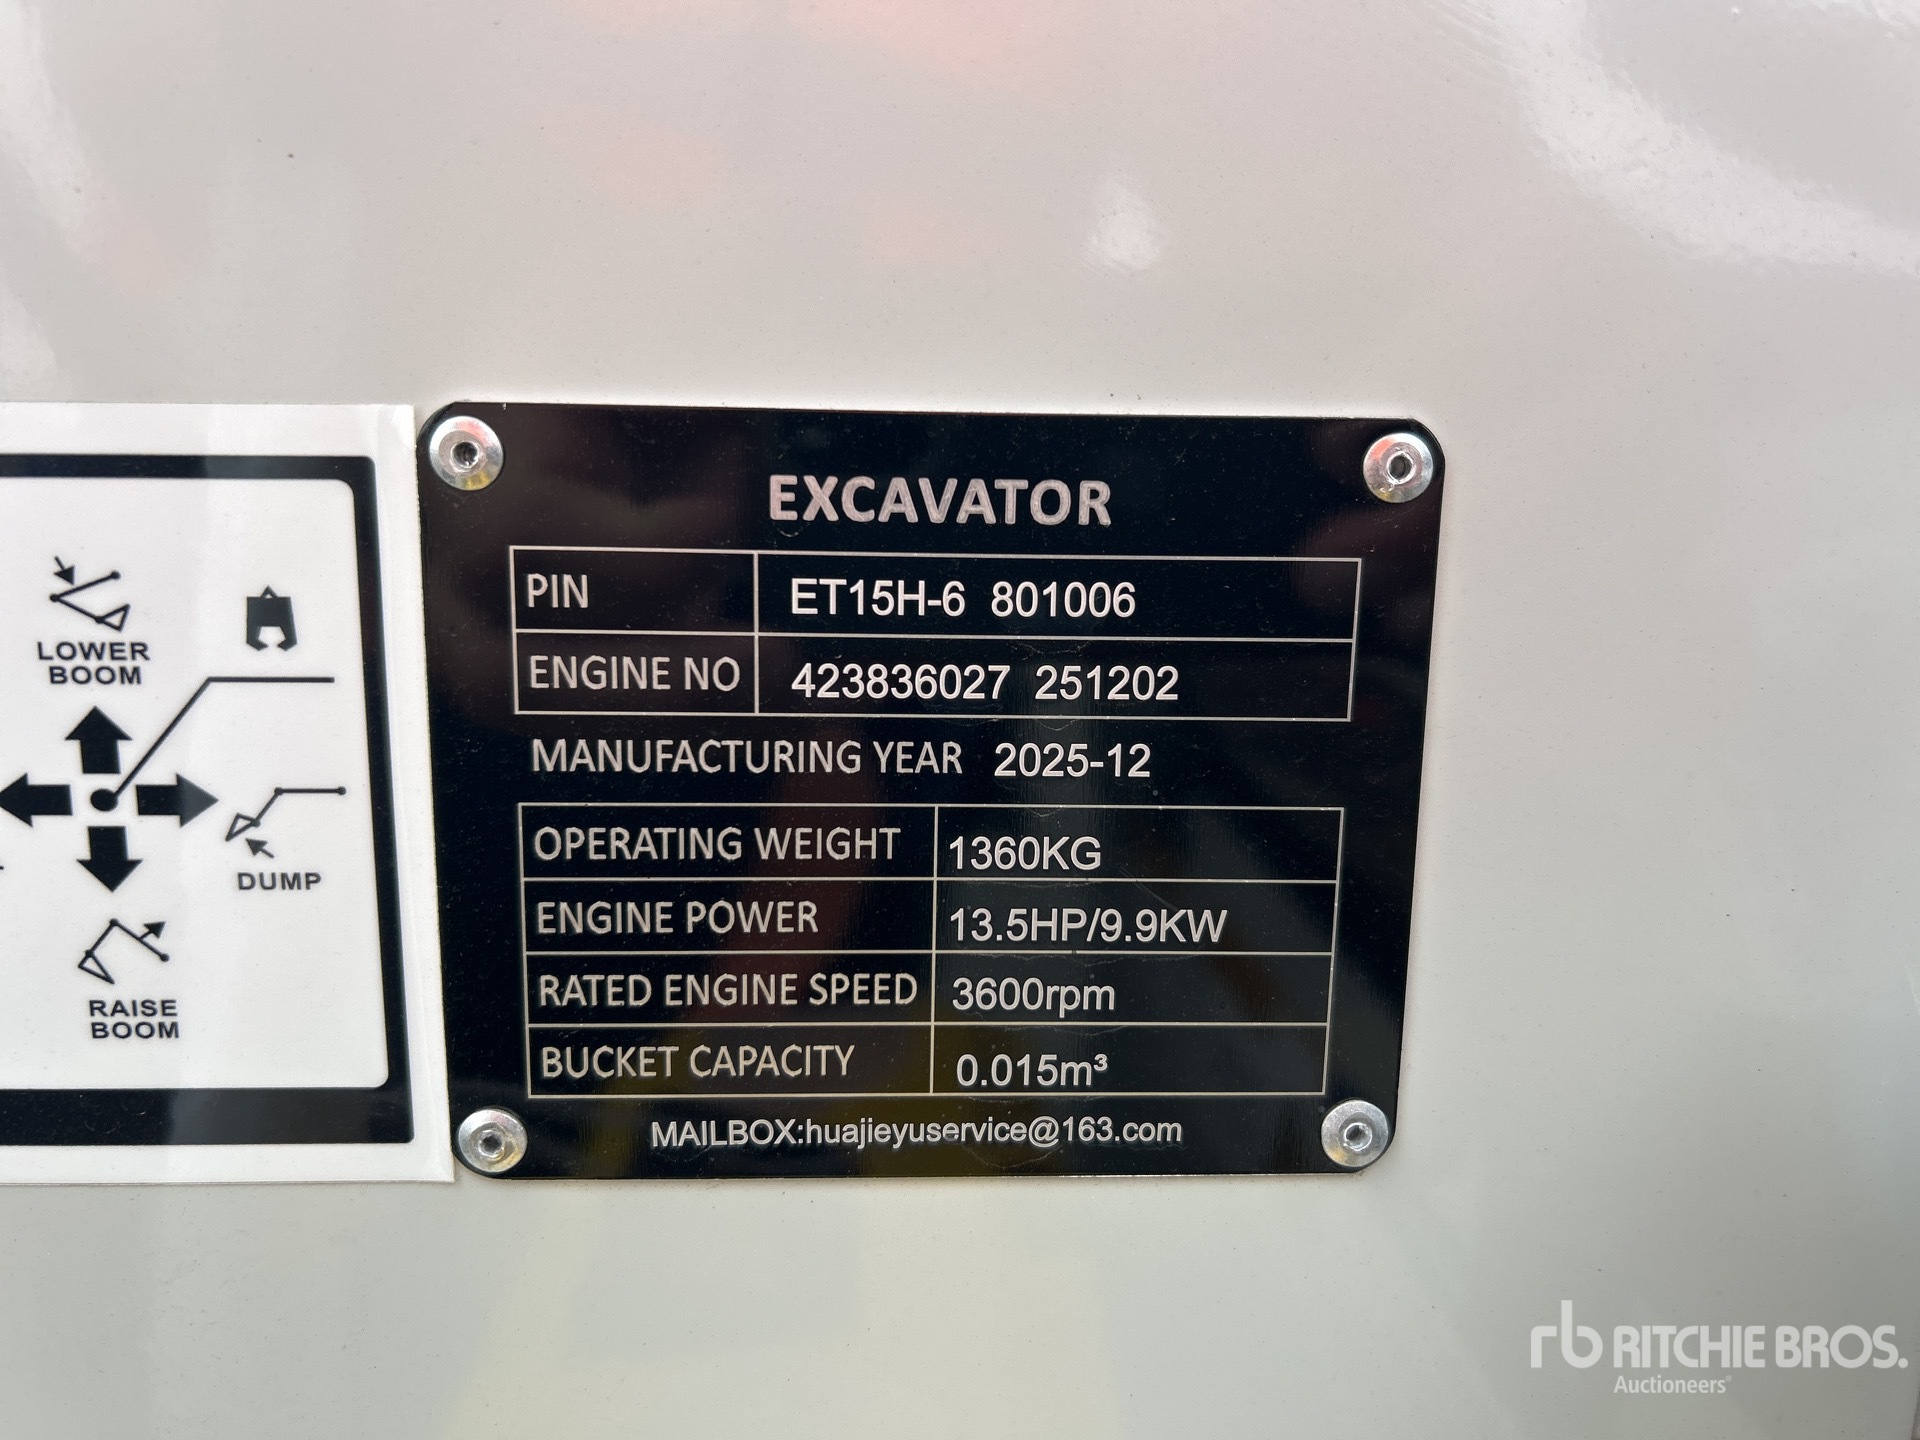 LOWER
BOOM
DUMP
RAISE
BOOM
EXCAVATOR
PIN ET15H-6 801006
ENGINE NO 423836027 251202
MANUFACTURING YEAR 2025-12
OPERATING WEIGHT 1360KG
ENGINE POWER 13.5HP/9.9KW
RATED ENGINE SPEED 3600rpm
BUCKET CAPACITY 0.015m³
MAILBOX:huajieyuservice@163.com
rb RITCHIE BROS.
Auctioneers